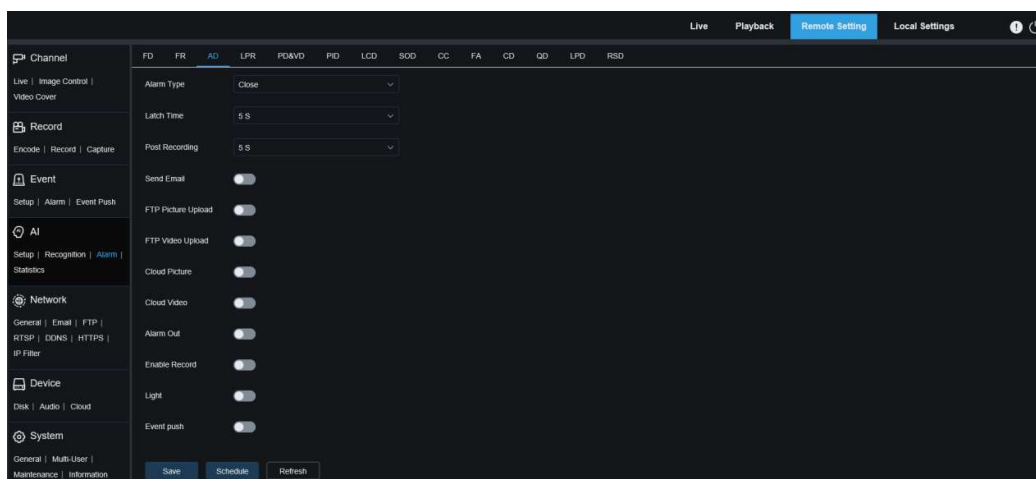 Live Playback Remote Setting Local Settings
Channel
Live | Image Control |
Video Cover
Record
Encode | Record | Capture
Event
Setup | Alarm | Event Push
AI
Setup | Recognition | Alarm |
Statistics
Network
General | Email | FTP |
RTSP | DDNS | HTTPS |
IP Filter
Device
Disk | Audio | Cloud
System
General | Multi-User |
Maintenance | Information
FD FR AD LPR PD&VD PID LCD SOD CC FA CD QD LPD RSD
Alarm Type Close
Latch Time 5 S
Post Recording 5 S
Send Email
FTP Picture Upload
FTP Video Upload
Cloud Picture
Cloud Video
Alarm Out
Enable Record
Light
Event push
Save Schedule Refresh